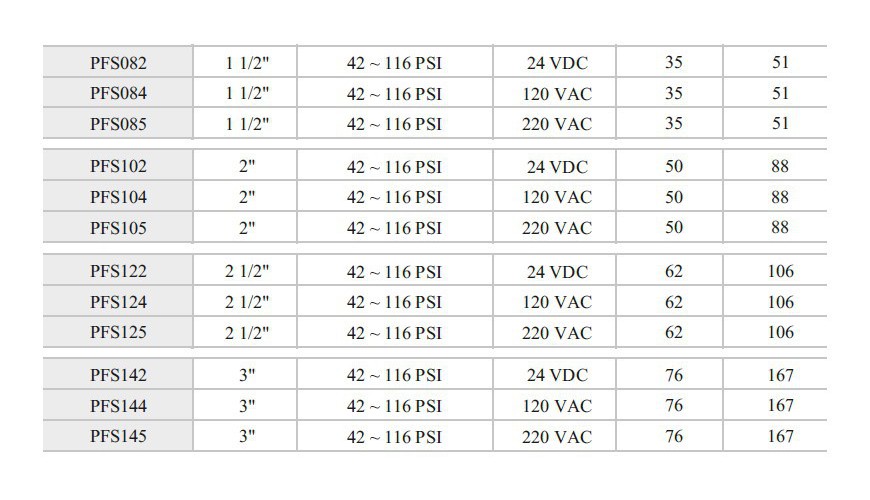 PFS082 1 1/2" 42 ~ 116 PSI 24 VDC 35 51
PFS084 1 1/2" 42 ~ 116 PSI 120 VAC 35 51
PFS085 1 1/2" 42 ~ 116 PSI 220 VAC 35 51
PFS102 2" 42 ~ 116 PSI 24 VDC 50 88
PFS104 2" 42 ~ 116 PSI 120 VAC 50 88
PFS105 2" 42 ~ 116 PSI 220 VAC 50 88
PFS122 2 1/2" 42 ~ 116 PSI 24 VDC 62 106
PFS124 2 1/2" 42 ~ 116 PSI 120 VAC 62 106
PFS125 2 1/2" 42 ~ 116 PSI 220 VAC 62 106
PFS142 3" 42 ~ 116 PSI 24 VDC 76 167
PFS144 3" 42 ~ 116 PSI 120 VAC 76 167
PFS145 3" 42 ~ 116 PSI 220 VAC 76 167